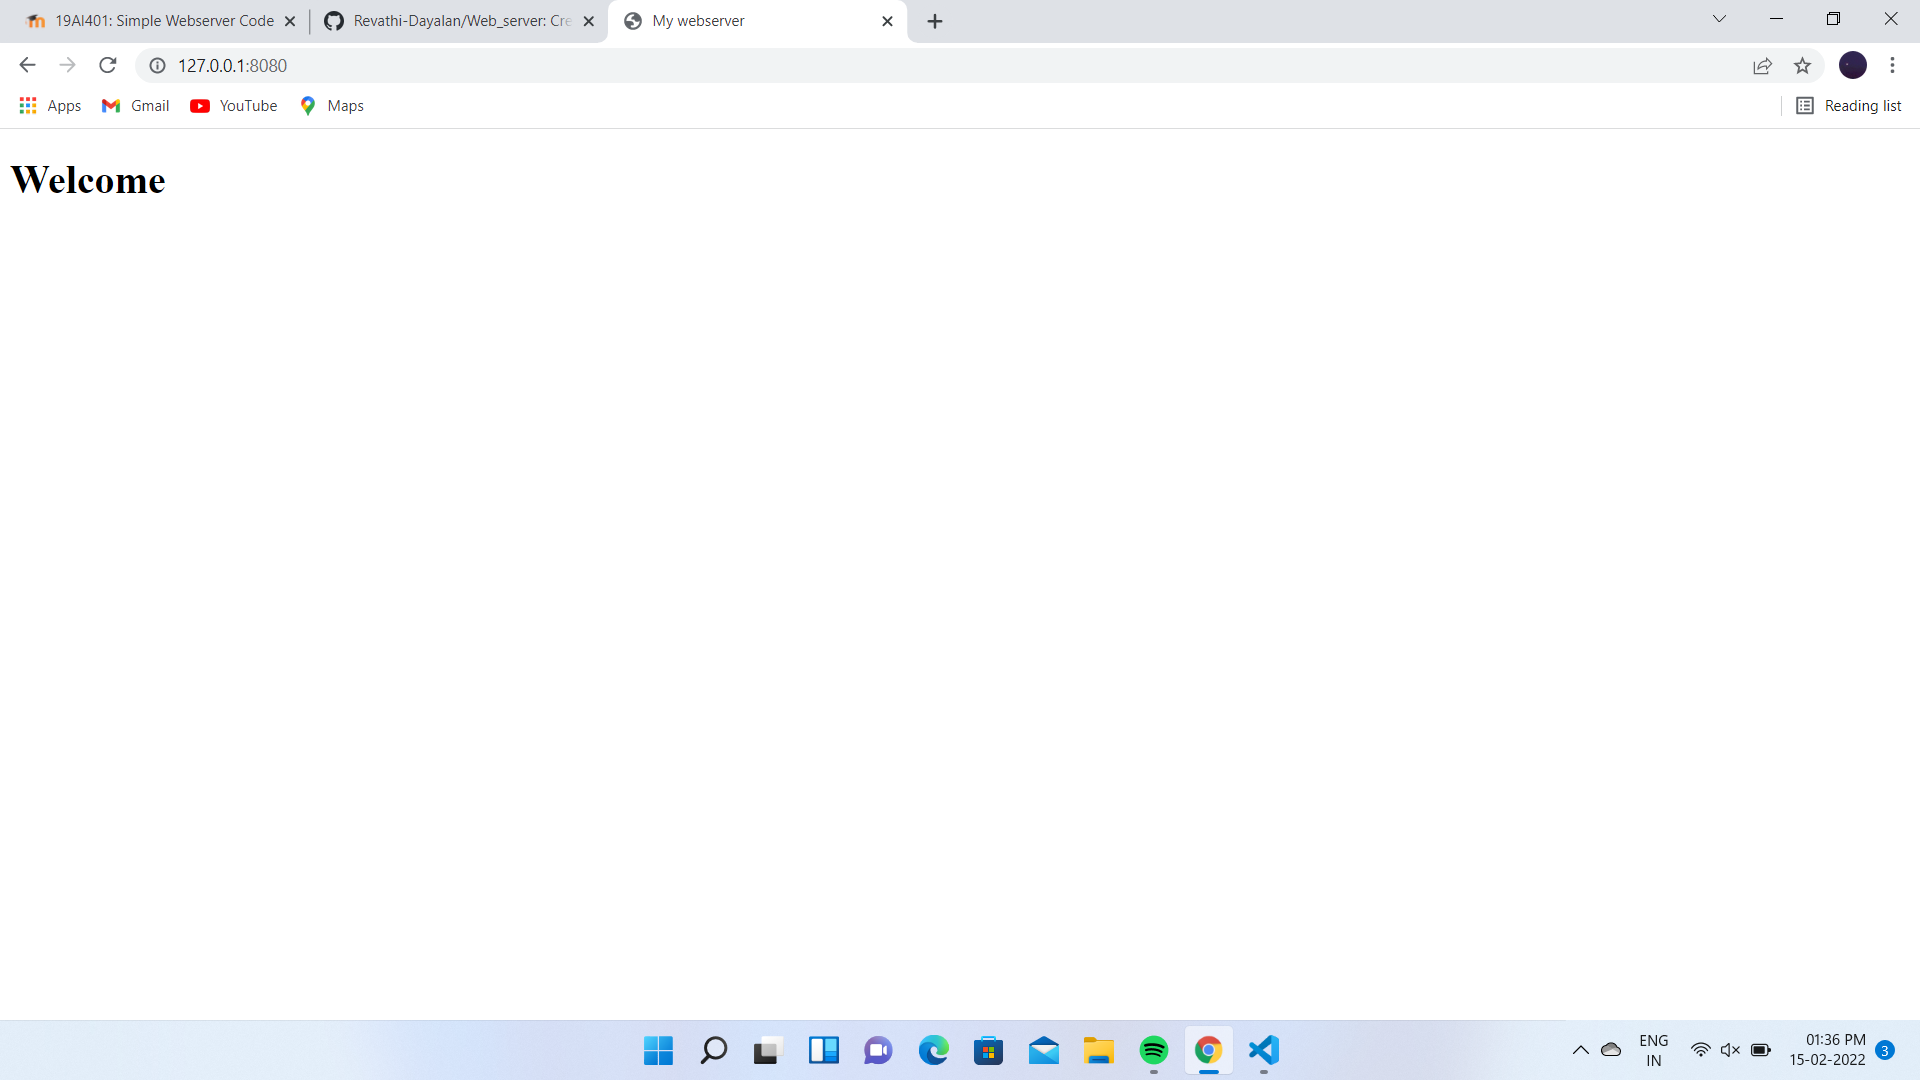 19AI401: Simple Webserver Code
Revathi-Dayalan/Web_server: Cre
My webserver
127.0.0.1:8080
Apps
Gmail
YouTube
Maps
Reading list
Welcome
ENG
IN
01:36 PM
15-02-2022
3